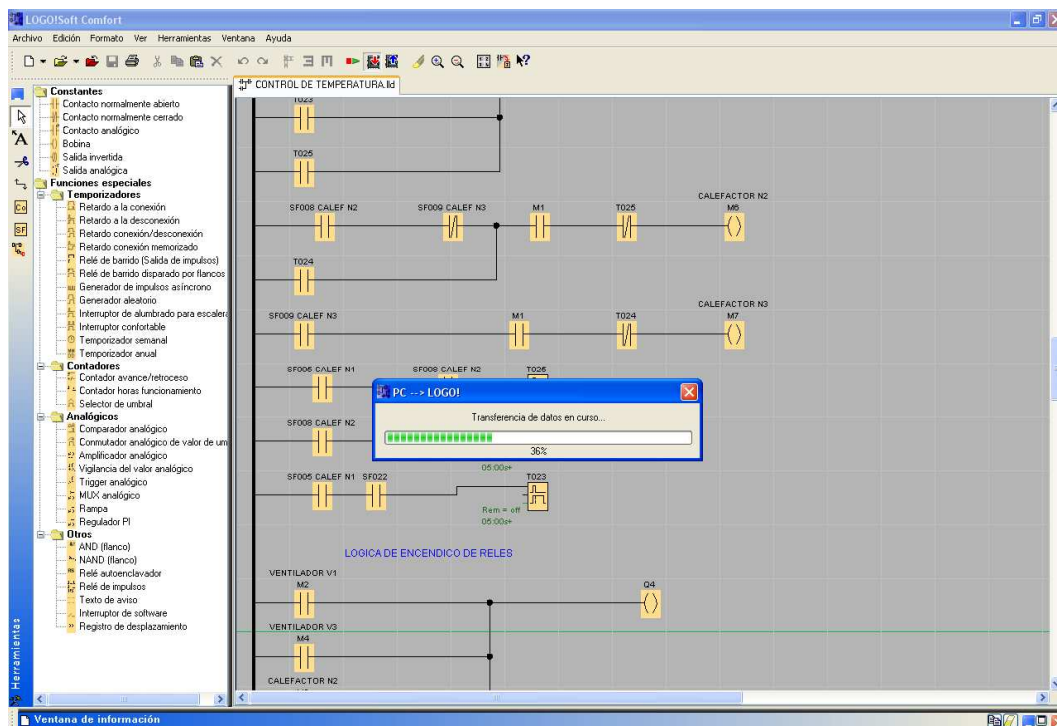 LOGO!Soft Comfort
Archivo Edición Formato Ver Herramientas Ventana Ayuda
CONTROL DE TEMPERATURA.lld
Constantes
Contacto normalmente abierto
Contacto normalmente cerrado
Contacto analógico
Bobina
Salida invertida
Salida analógica
Funciones especiales
Temporizadores
Retardo a la conexión
Retardo a la desconexión
Retardo conexión/desconexión
Retardo conexión memorizado
Relé de barrido (Salida de impulsos)
Relé de barrido disparado por flancos
Generador de impulsos asíncrono
Generador aleatorio
Interruptor de alumbrado para escalera
Interruptor confortable
Temporizador semanal
Temporizador anual
Contadores
Contador avance/retroceso
Contador horas funcionamiento
Selector de umbral
Analógicos
Comparador analógico
Conmutador analógico de valor de um
Amplificador analógico
Vigilancia del valor analógico
Trigger analógico
MUX analógico
Rampa
Regulador PI
Otros
AND (flanco)
NAND (flanco)
Relé autoenclavador
Relé de impulsos
Texto de aviso
Interruptor de software
Registro de desplazamiento
Co
SF
Herramientas
T023
T025
CALEFACTOR N2
SF008 CALEF N2 SF009 CALEF N3 M1 T025 M6
T024
CALEFACTOR N3
SF009 CALEF N3 M1 T024 M7
SF006 CALEF N1 SF008 CALEF N2 T026
PC --> LOGO!
Transferencia de datos en curso...
36%
SF008 CALEF N2
05:00s+
SF005 CALEF N1 SF022 T023
Rem = off
05:00s+
LOGICA DE ENCENDICO DE RELES
VENTILADOR V1
M2 Q4
VENTILADOR V3
M4
CALEFACTOR N2
Ventana de información